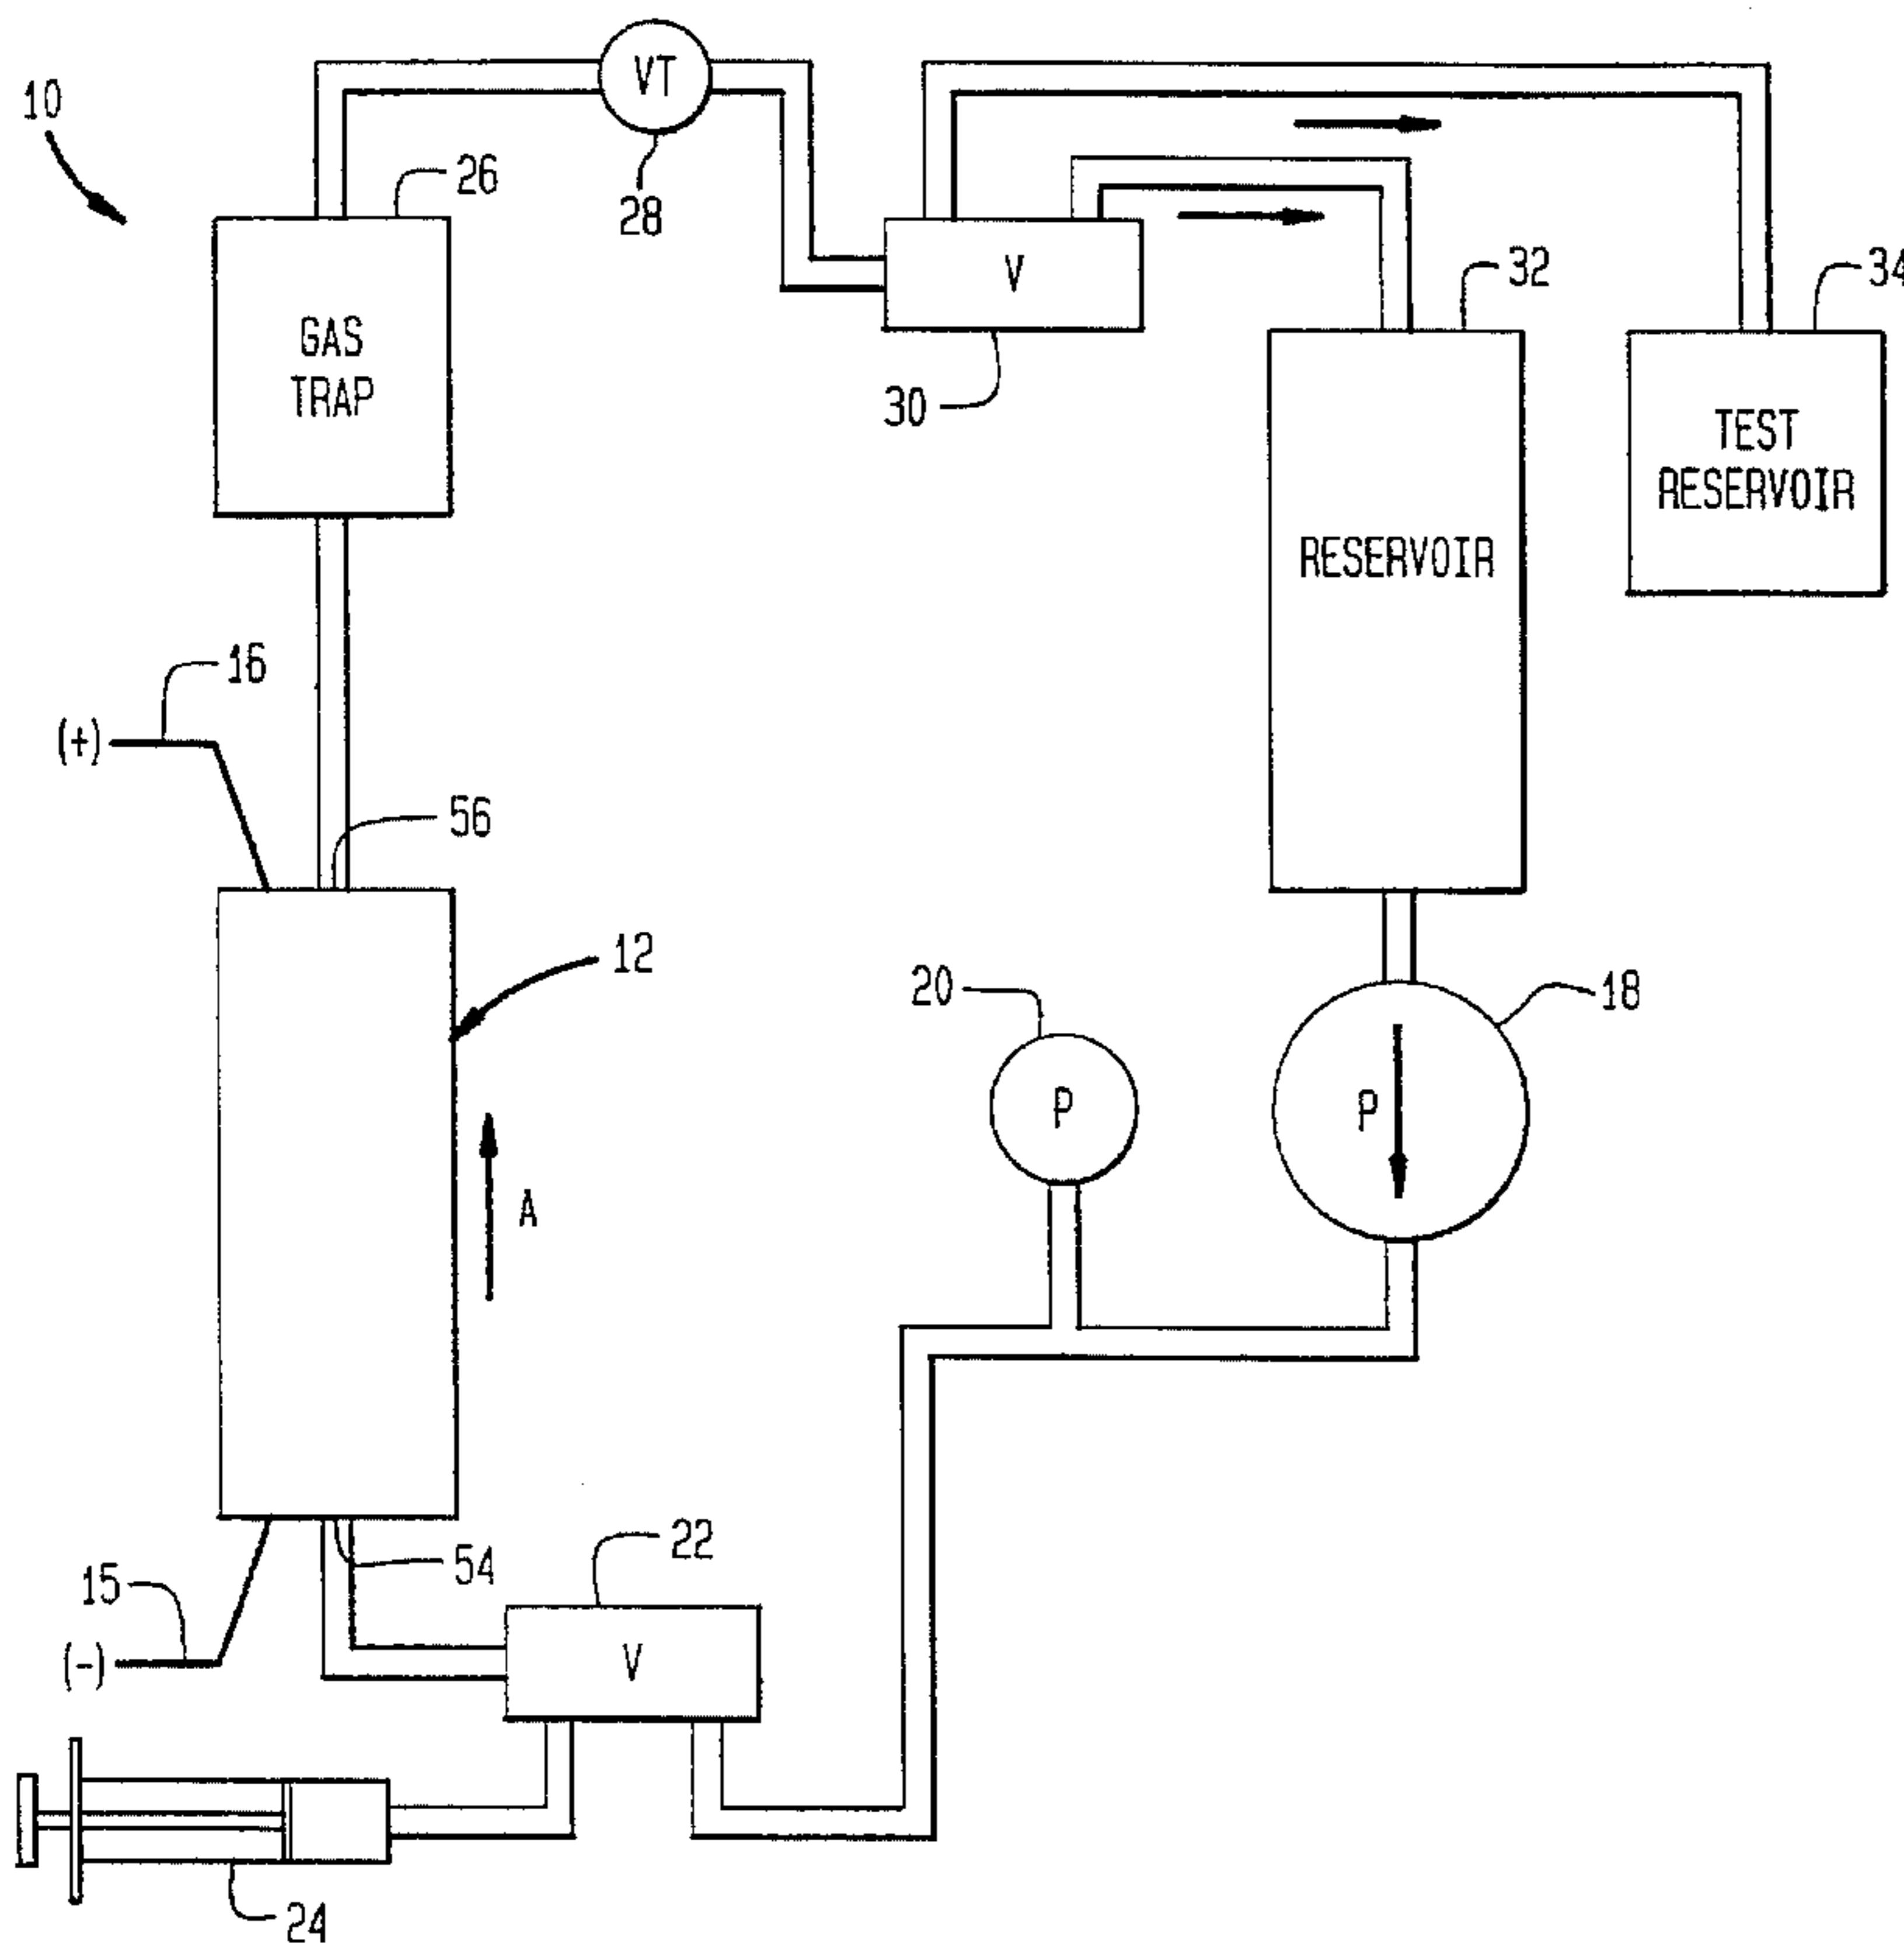 VT
10
26
28
V
32
34
GAS
TRAP
30
TEST
RESERVOIR
RESERVOIR
16
(+)
56
12
20
18
P
P
A
22
54
15
(-)
V
24